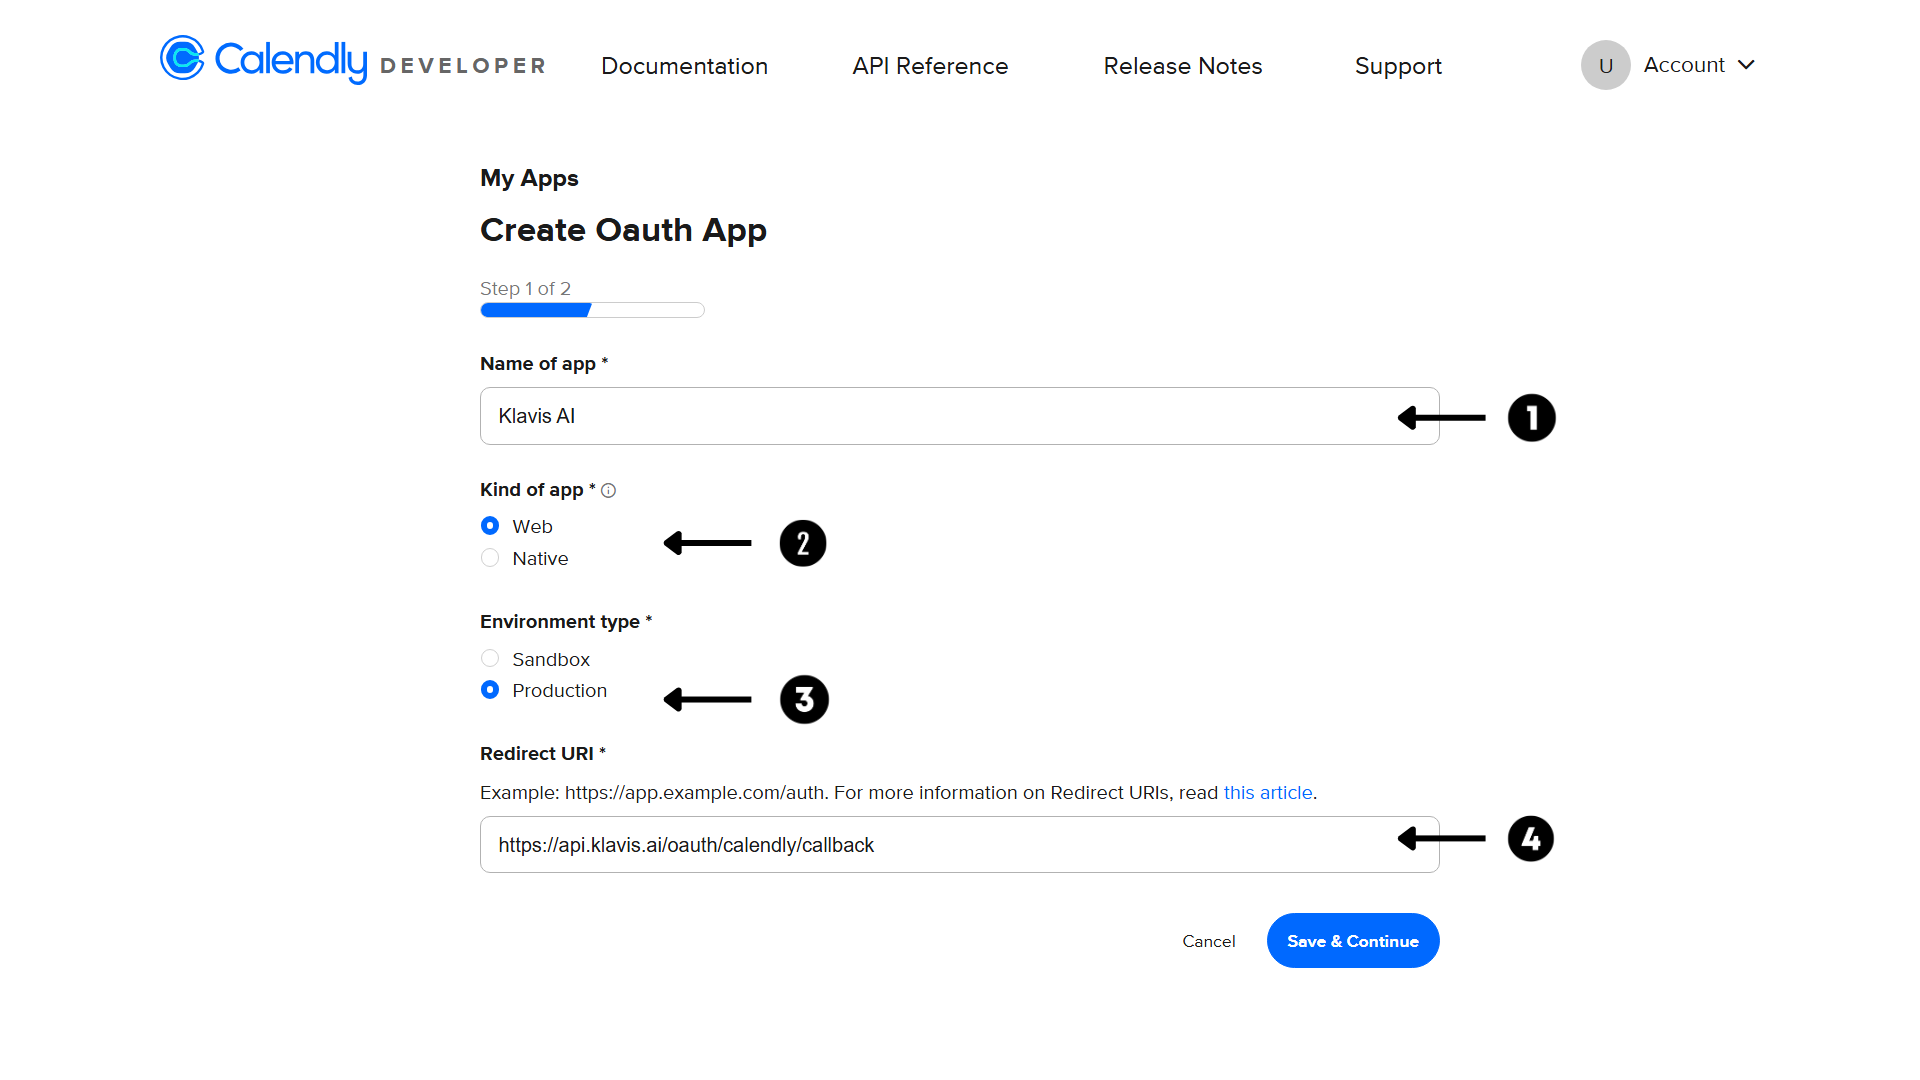 Calendly DEVELOPER Documentation API Reference Release Notes Support U Account
My Apps
Create Oauth App
Step 1 of 2
Name of app *
Klavis AI
1
Kind of app *
Web
2
Native
Environment type *
Sandbox
Production
3
Redirect URI *
Example: https://app.example.com/auth. For more information on Redirect URIs, read this article.
https://api.klavis.ai/oauth/calendly/callback
4
Cancel Save & Continue